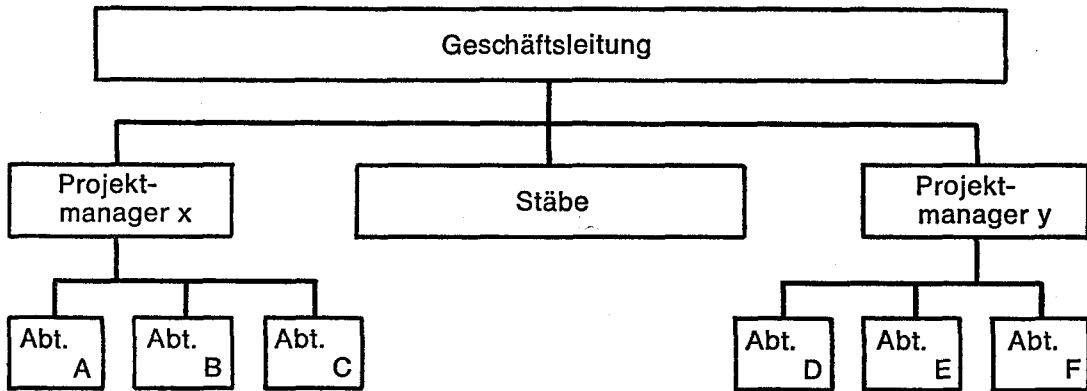 Geschäftsleitung
Projekt-
manager x
Stäbe
Projekt-
manager y
Abt.
A
Abt.
B
Abt.
C
Abt.
D
Abt.
E
Abt.
F